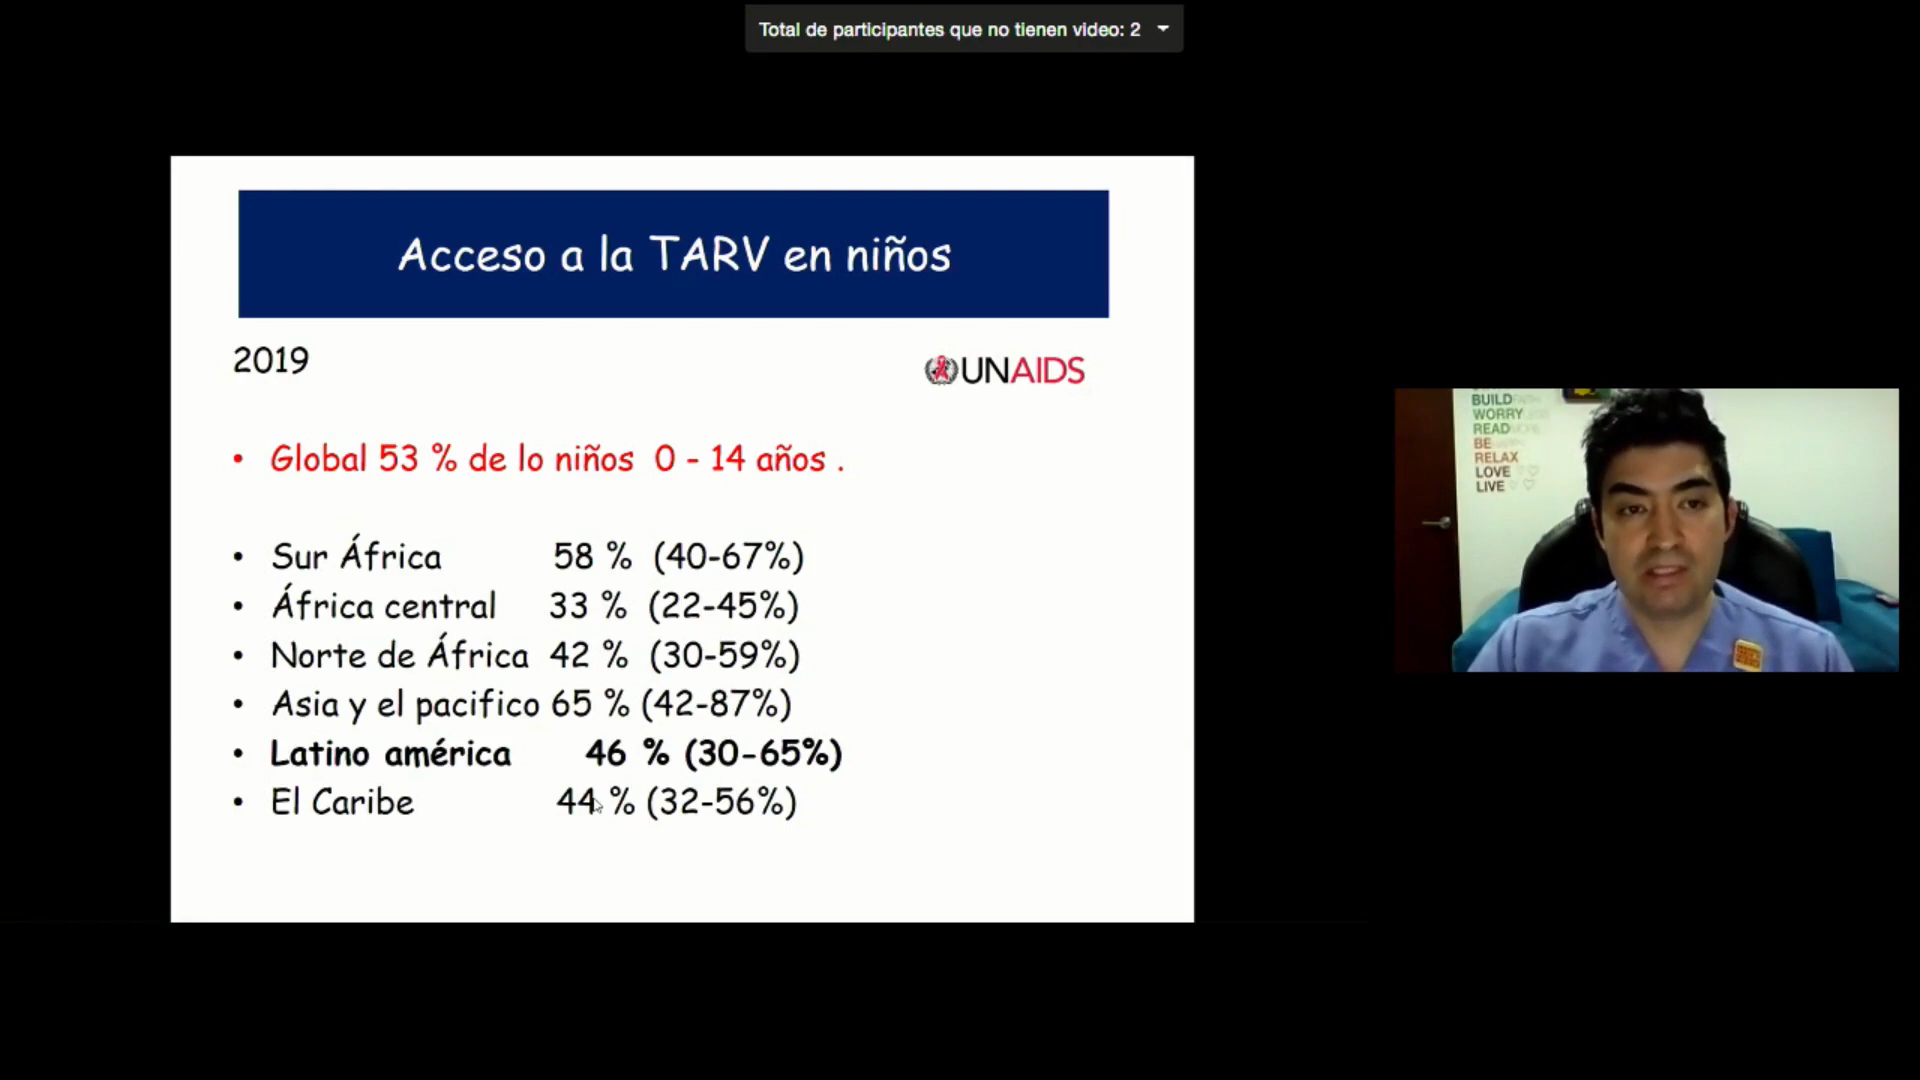 Total de participantes que no tienen video: 2
Acceso a la TARV en niños
2019
UNAIDS
• Global 53 % de lo niños 0 - 14 años .
• Sur África 58 % (40-67%)
• África central 33 % (22-45%)
• Norte de África 42 % (30-59%)
• Asia y el pacifico 65 % (42-87%)
• Latino américa 46 % (30-65%)
• El Caribe 44 % (32-56%)
BUILD
WORRY
READ
BE
RELAX
LOVE
LIVE